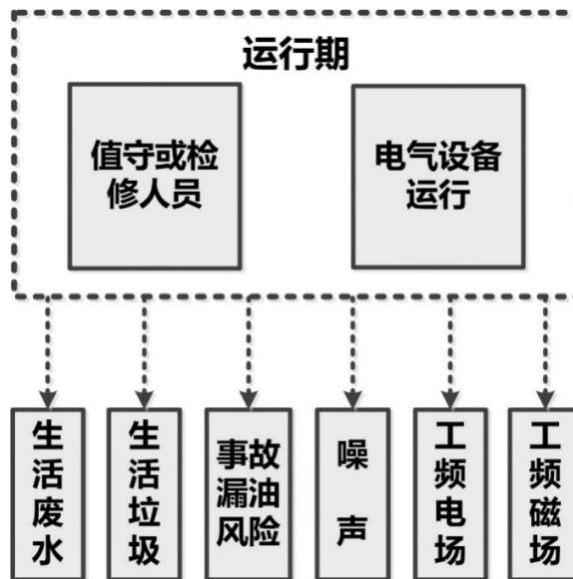 运行期
值守或检
修人员
电气设备
运行
生活废水
生活垃圾
事故
漏油
风险
噪声
工频电场
工频磁场